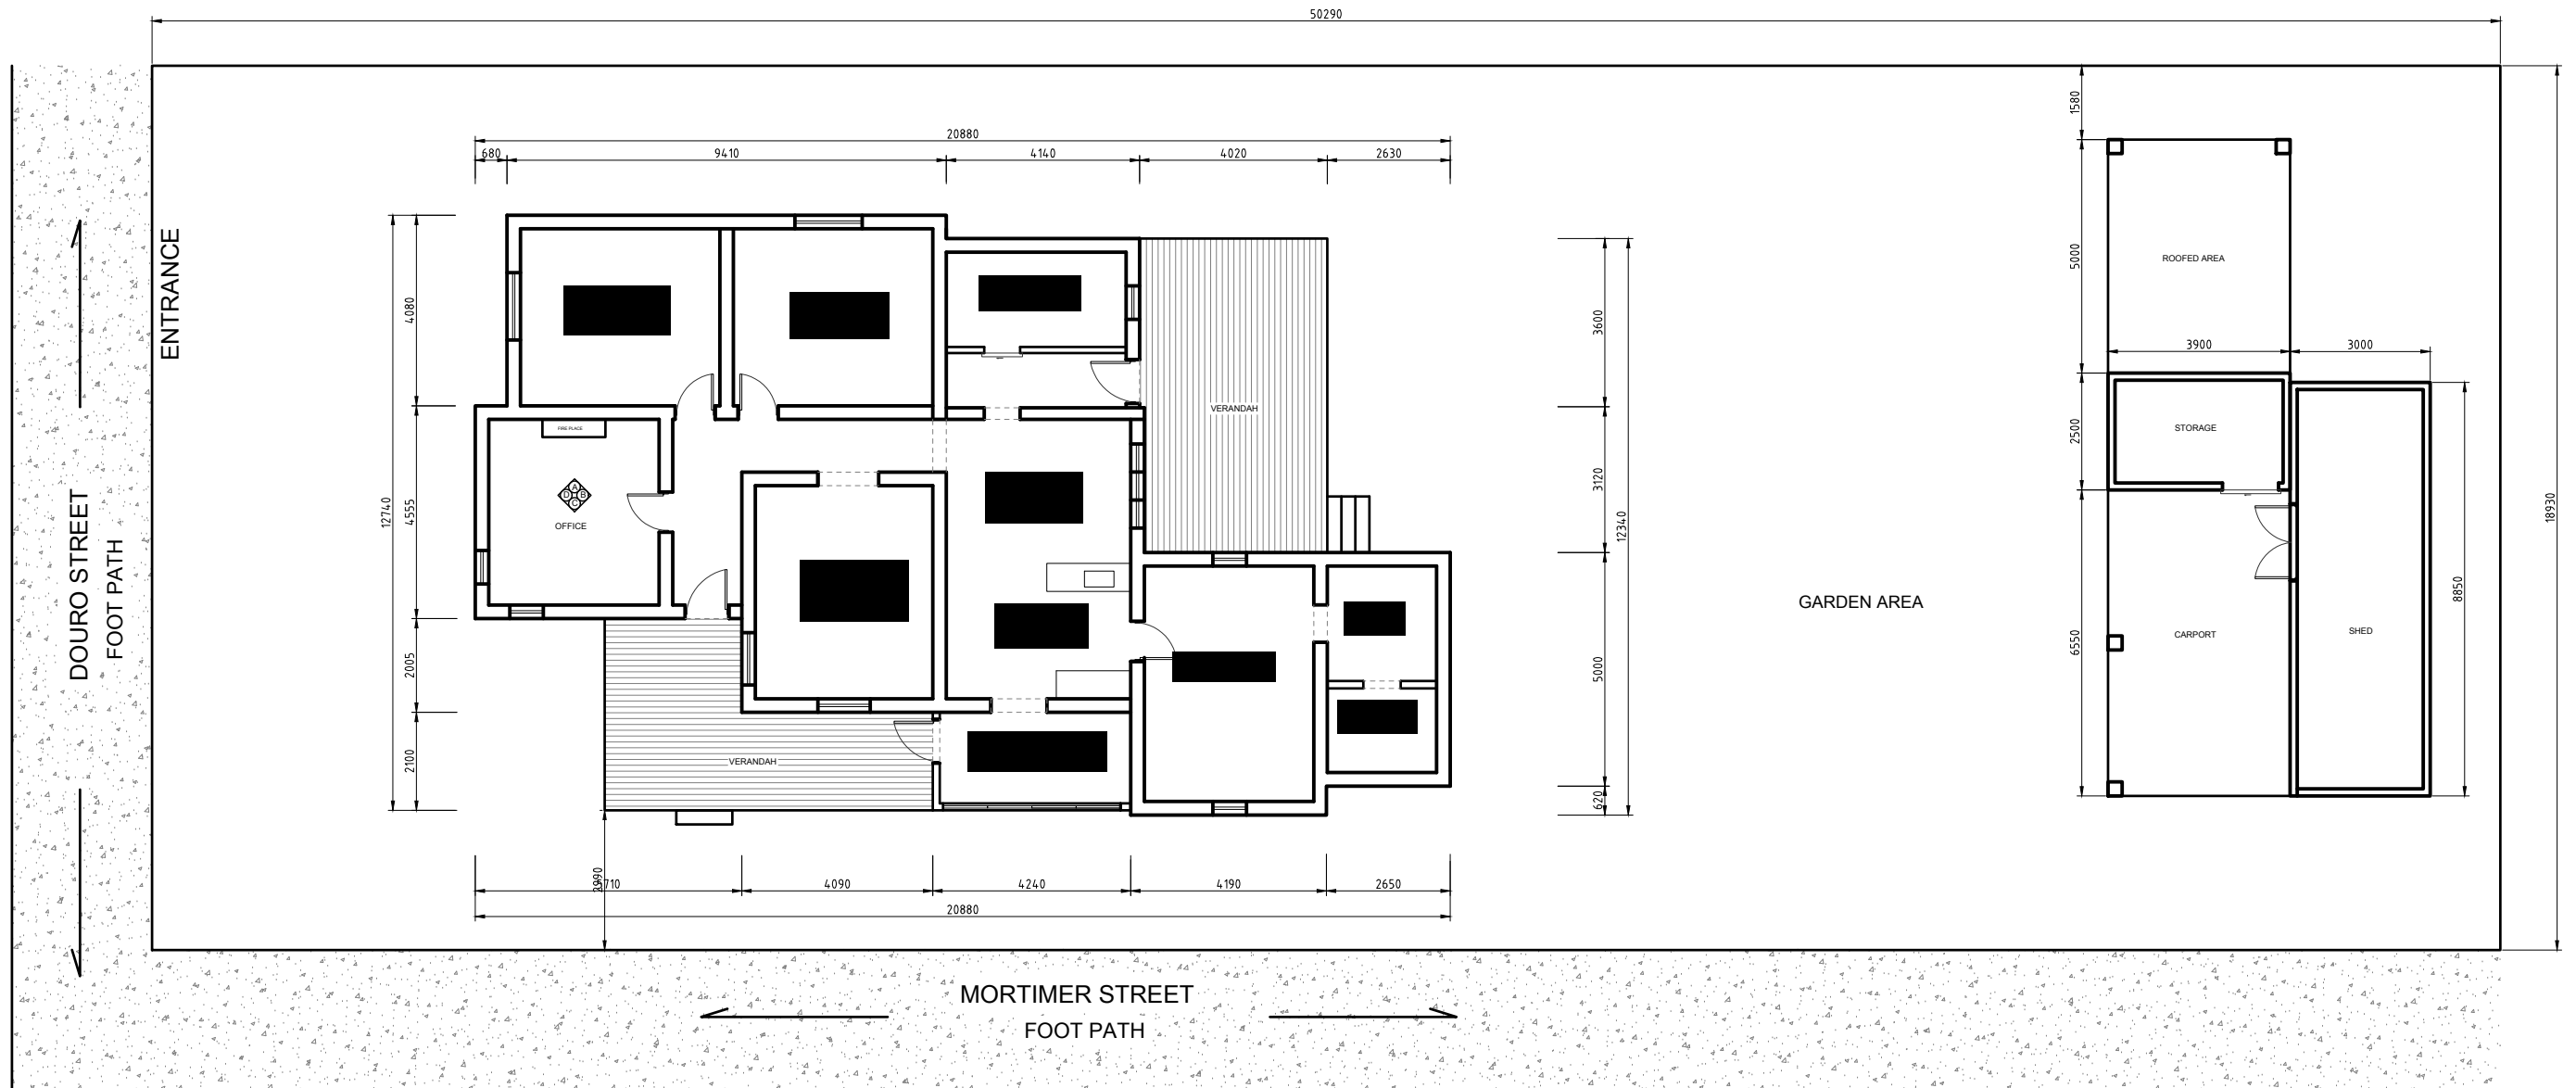 50290
20880
680
9410
4140
4020
2630
1580
5000
3900
3000
2500
6550
8850
18930
ENTRANCE
DOURO STREET
FOOT PATH
12740
4080
4555
2005
2100
FIRE PLACE
A
D
B
C
OFFICE
VERANDAH
VERANDAH
3600
3120
12340
5000
620
GARDEN AREA
ROOFED AREA
STORAGE
CARPORT
SHED
4090
4240
4190
2650
20880
MORTIMER STREET
FOOT PATH